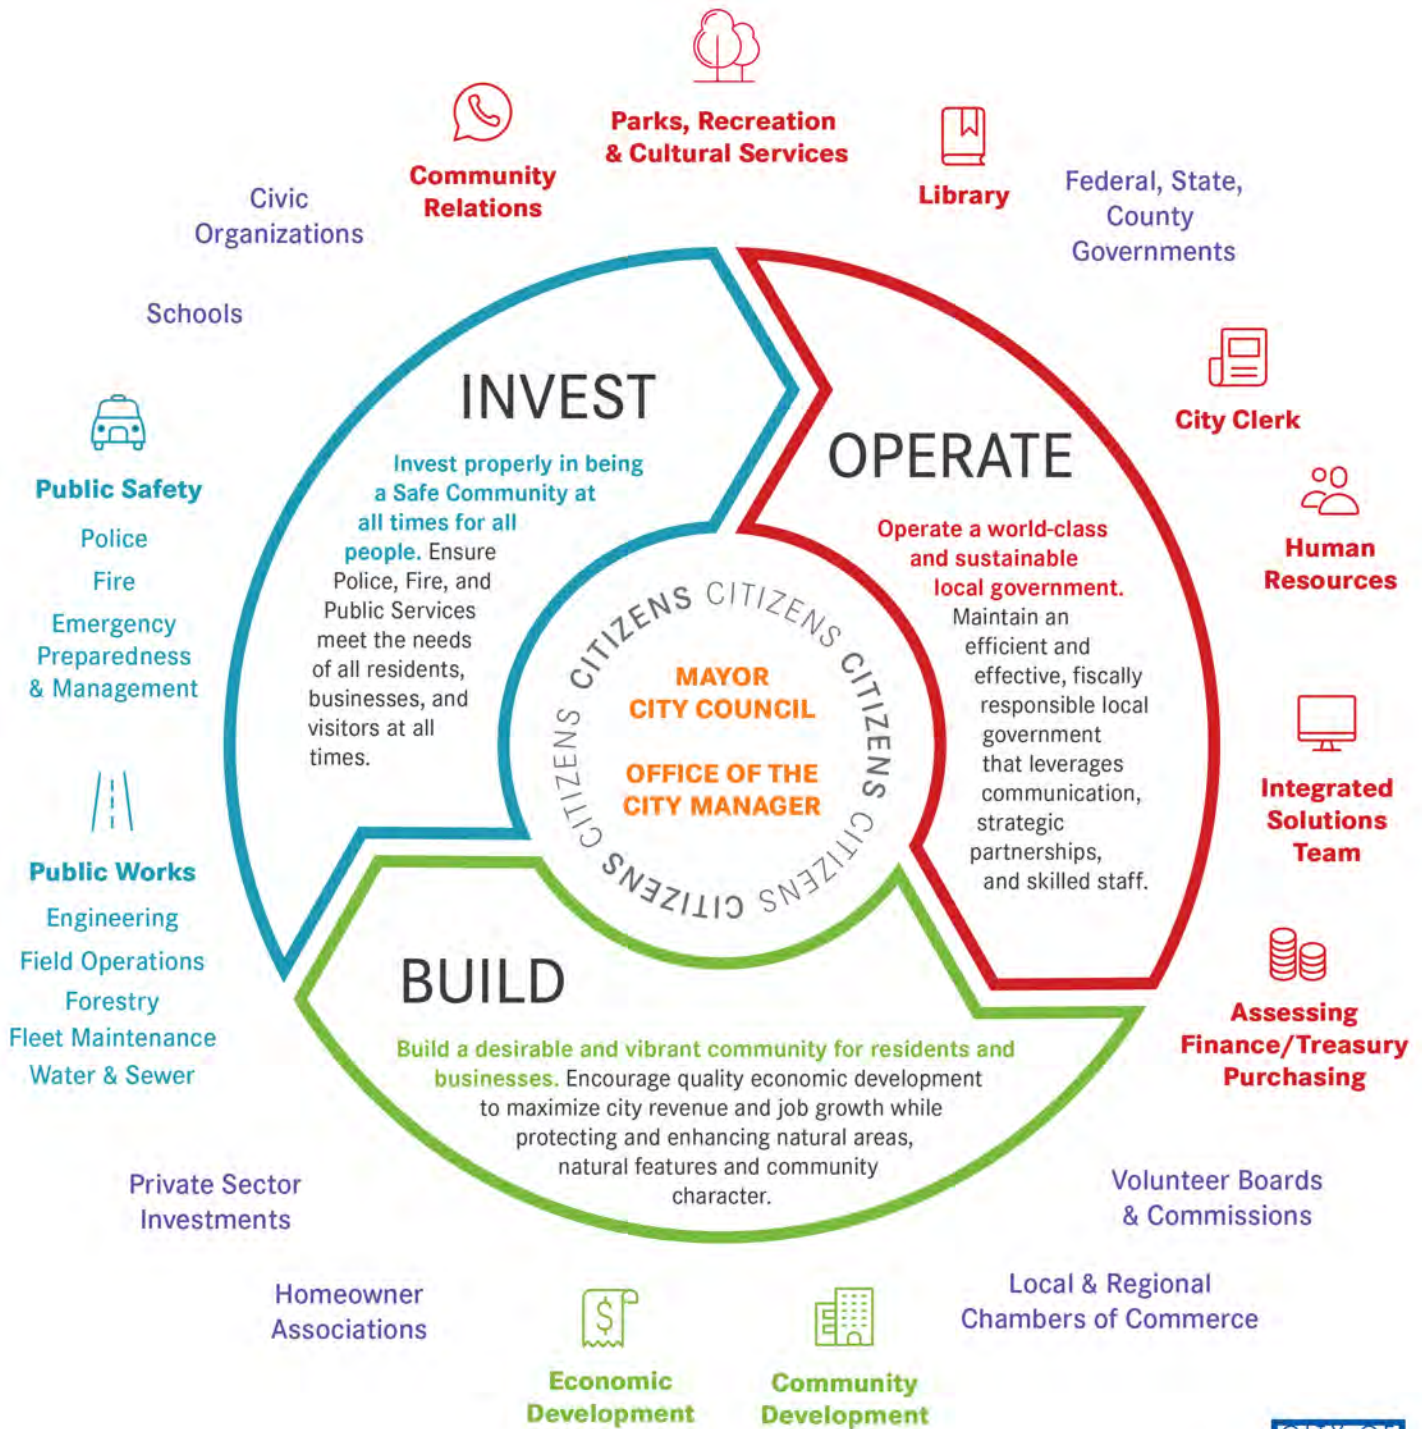 Parks, Recreation
& Cultural Services
Community
Relations
Library
Federal, State,
County
Governments
Civic
Organizations
Schools
City Clerk
Human
Resources
Integrated
Solutions
Team
Assessing
Finance/Treasury
Purchasing
Public Safety
Police
Fire
Emergency
Preparedness
& Management
Public Works
Engineering
Field Operations
Forestry
Fleet Maintenance
Water & Sewer
INVEST
Invest properly in being
a Safe Community at
all times for all
people. Ensure
Police, Fire, and
Public Services
meet the needs
of all residents,
businesses, and
visitors at all
times.
OPERATE
Operate a world-class
and sustainable
local government.
Maintain an
efficient and
effective, fiscally
responsible local
government
that leverages
communication,
strategic
partnerships,
and skilled staff.
CITIZENS CITIZENS CITIZENS CITIZENS CITIZENS CITIZENS
MAYOR
CITY COUNCIL
OFFICE OF THE
CITY MANAGER
BUILD
Build a desirable and vibrant community for residents and
businesses. Encourage quality economic development
to maximize city revenue and job growth while
protecting and enhancing natural areas,
natural features and community
character.
Private Sector
Investments
Homeowner
Associations
Economic
Development
Community
Development
Local & Regional
Chambers of Commerce
Volunteer Boards
& Commissions
CITY OF